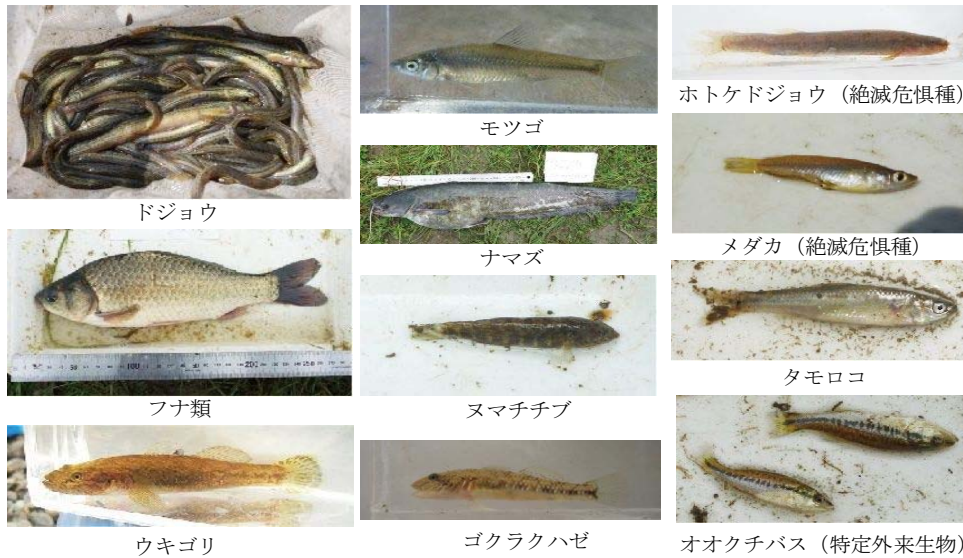 ドジョウ
フナ類
ウキゴリ
モツゴ
ナマズ
ヌマチチブ
ゴクラクハゼ
ホトケドジョウ（絶滅危惧種）
メダカ（絶滅危惧種）
タモロコ
オオクチバス（特定外来生物）